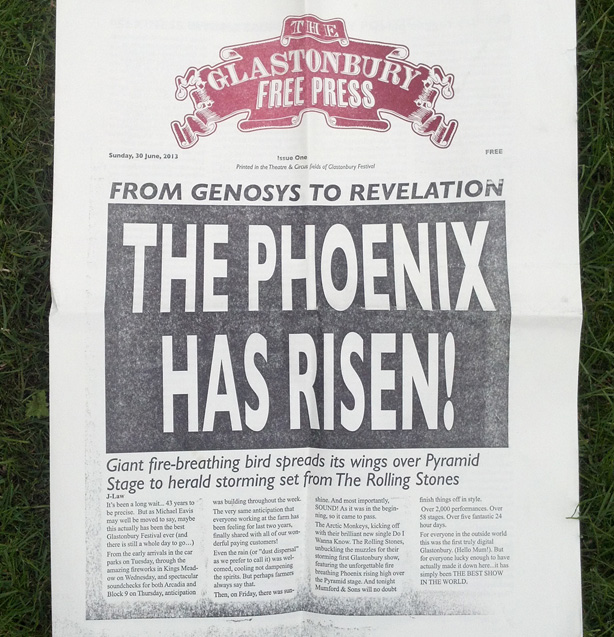 THE
GLASTONBURY
FREE PRESS
Sunday, 30 June, 2013
Issue One
FREE
Printed in the Theatre & Circus fields of Glastonbury Festival
FROM GENOSYS TO REVELATION
THE PHOENIX
HAS RISEN!
Giant fire-breathing bird spreads its wings over Pyramid
Stage to herald storming set from The Rolling Stones
J-Law
It's been a long wait... 43 years to
be precise. But as Michael Eavis
may well be moved to say, maybe
this actually has been the best
Glastonbury Festival ever (and
there it still a whole day to go…)
From the early arrivals in the car
parks on Tuesday, through the
amazing fireworks in Kings Mead-
ow on Wednesday, and spectacular
soundchecks for both Arcadia and
Block 9 on Thursday, anticipation
was building throughout the week.
The very same anticipation that
everyone working at the farm has
been feeling for last two years,
finally shared with all of our won-
derful paying customers!
Even the rain (or "dust dispersal"
as we prefer to call it) was wel-
comed, cooling not dampening
the spirits. But perhaps farmers
always say that.
Then, on Friday, there was sun-
shine. And most importantly,
SOUND! As it was in the begin-
ning, so it came to pass.
The Arctic Monkeys, kicking off
with their brilliant new single Do I
Wanna Know. The Rolling Stones,
unbuckling the muzzles for their
storming first Glastonbury show,
featuring the unforgettable fire
breathing Phoenix rising high over
the Pyramid stage. And tonight
Mumford & Sons will no doubt
finish things off in style.
Over 2,000 performances. Over
58 stages. Over five fantastic 24
hour days.
For everyone in the outside world
this was the first truly digital
Glastonbury. (Hello Mum!). But
for everyone lucky enough to have
actually made it down here...it has
simply been THE BEST SHOW
IN THE WORLD.